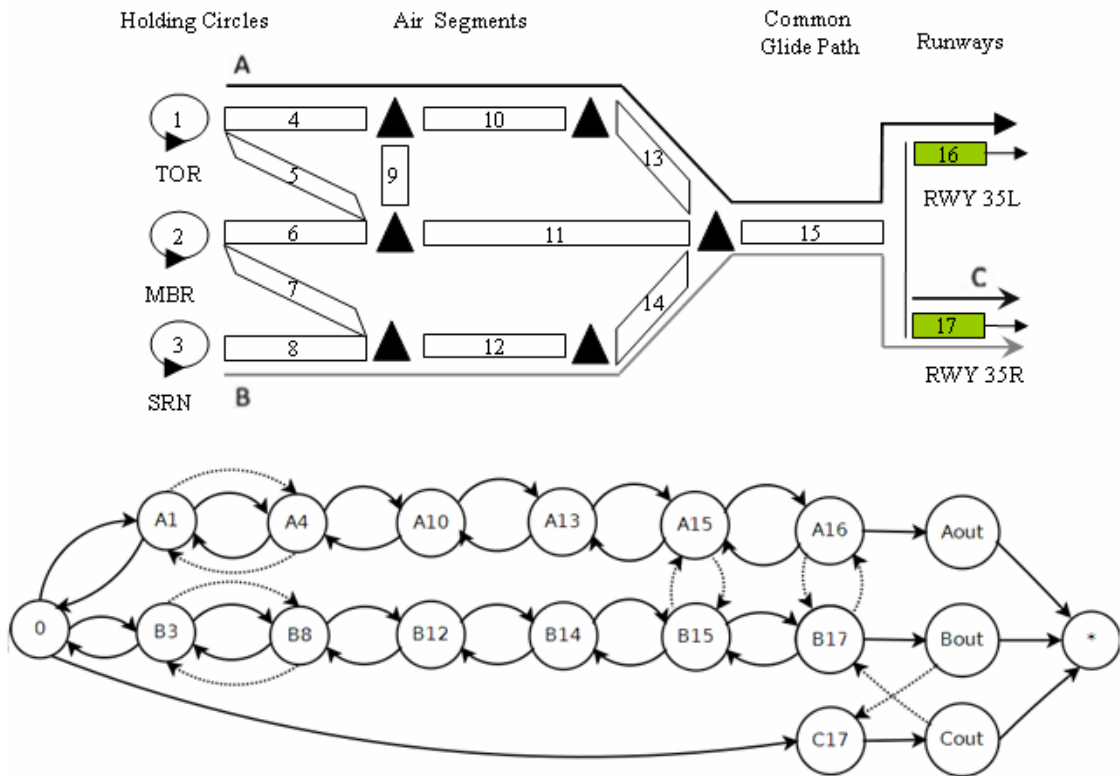 Holding Circles Air Segments Common Glide Path Runways
A
1 4 10 13 16
TOR 5 9 RWY 35L
2 6 11 15
MBR 7 14 C
3 8 12 17
SRN B RWY 35R
A1 A4 A10 A13 A15 A16 Aout
0 B3 B8 B12 B14 B15 B17 Bout *
C17 Cout